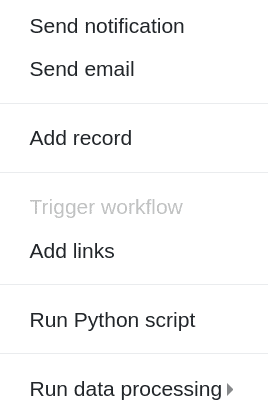 Send notification
Send email
Add record
Trigger workflow
Add links
Run Python script
Run data processing